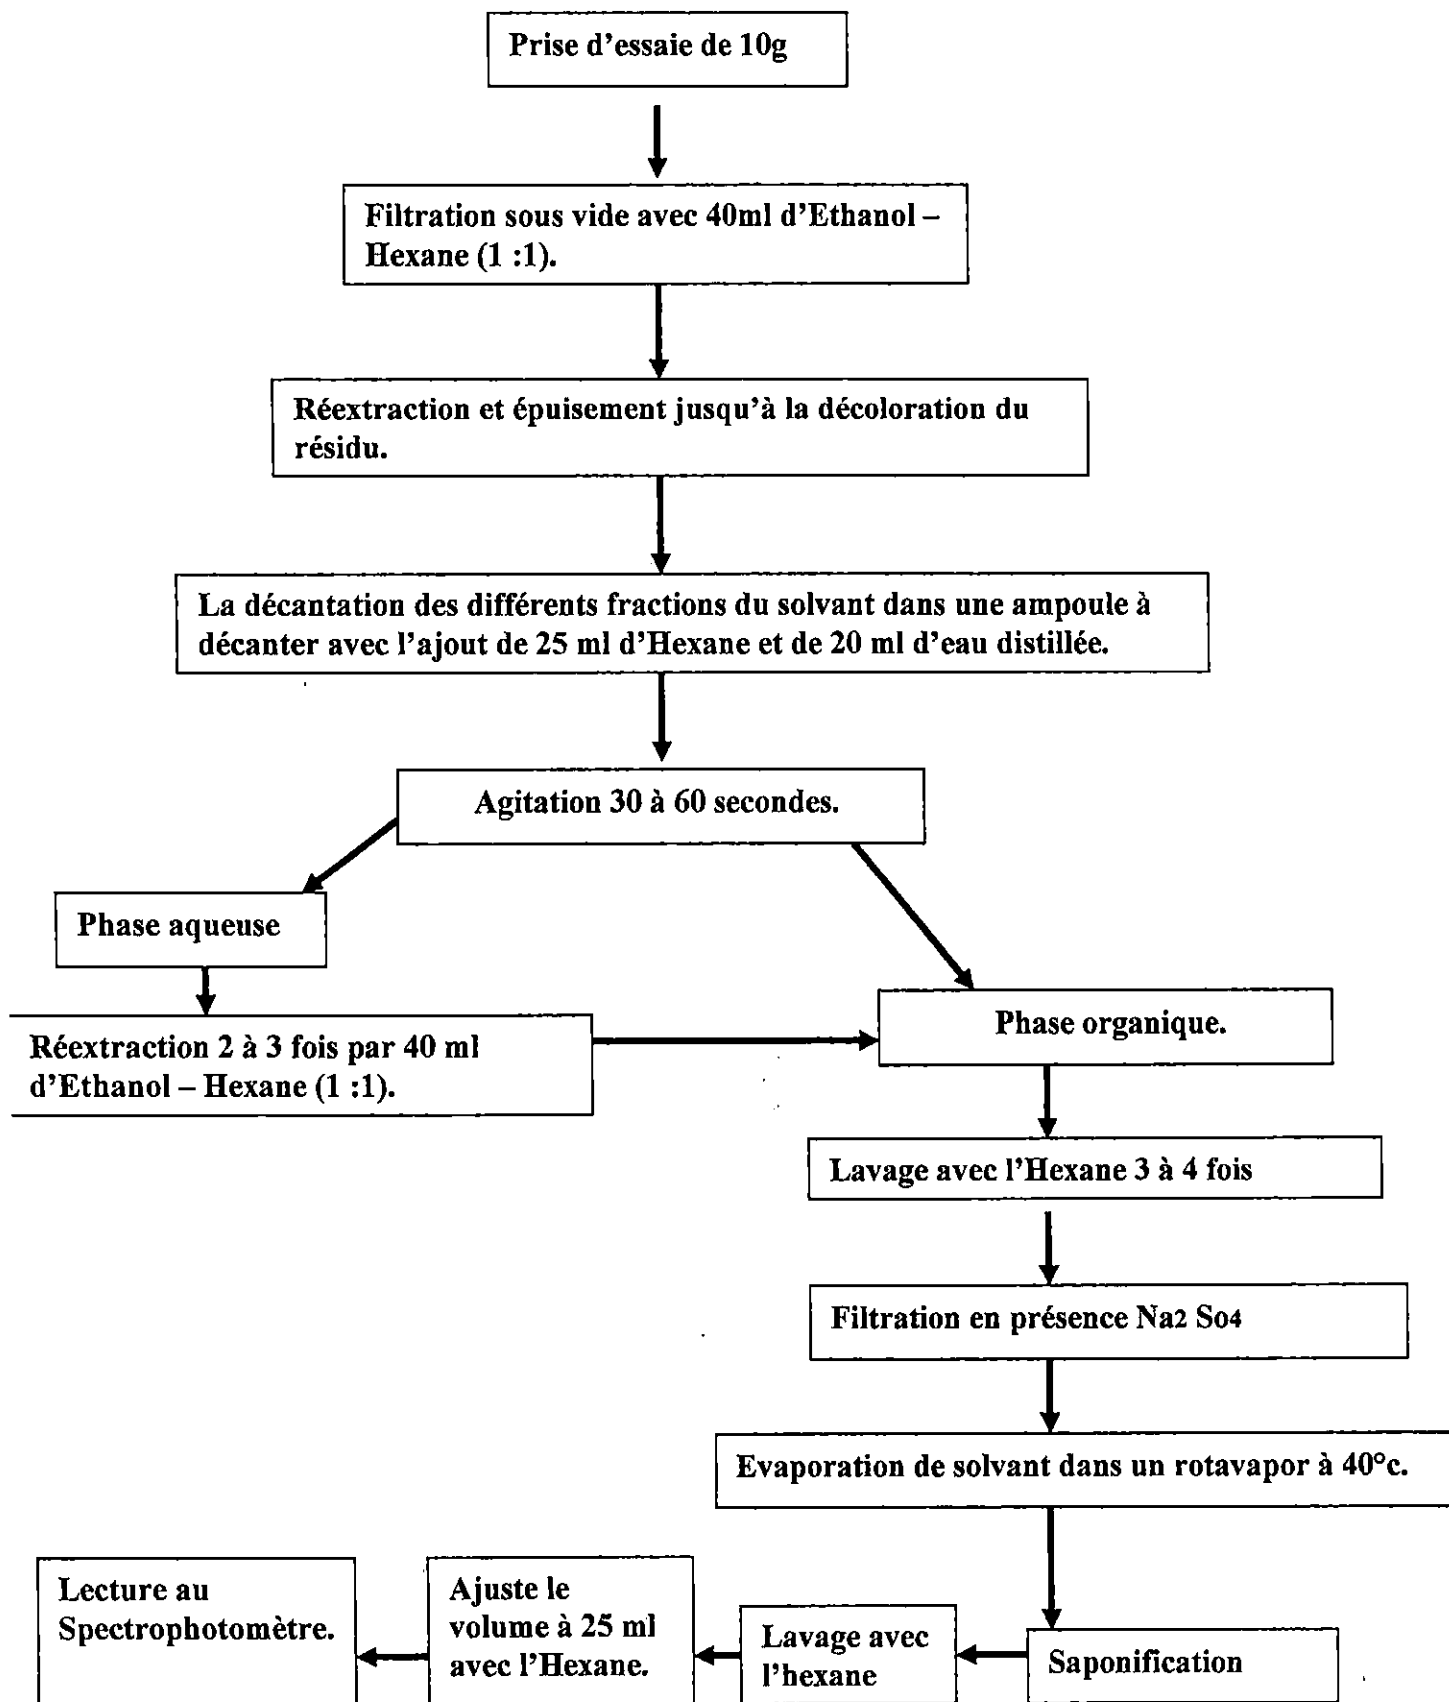 Prise d'essaie de 10g
Filtration sous vide avec 40ml d'Ethanol –
Hexane (1 :1).
Réextraction et épuisement jusqu'à la décoloration du
résidu.
La décantation des différents fractions du solvant dans une ampoule à
décanter avec l'ajout de 25 ml d'Hexane et de 20 ml d'eau distillée.
Agitation 30 à 60 secondes.
Phase aqueuse
Réextraction 2 à 3 fois par 40 ml
d'Ethanol – Hexane (1 :1).
Phase organique.
Lavage avec l'Hexane 3 à 4 fois
Filtration en présence Na2 So4
Evaporation de solvant dans un rotavapor à 40°c.
Saponification
Lavage avec
l'hexane
Ajuste le
volume à 25 ml
avec l'Hexane.
Lecture au
Spectrophotomètre.